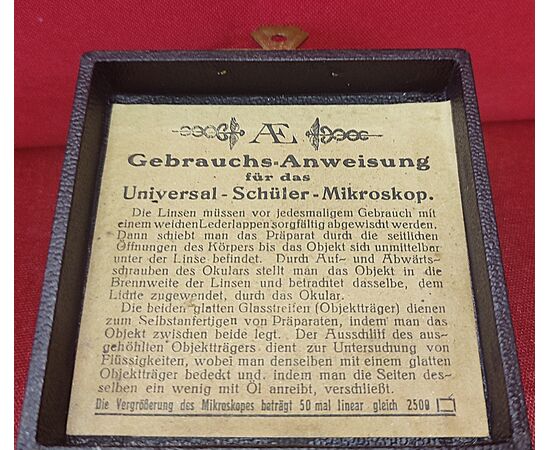 AE
Gebrauchs-Anweisung
für das
Universal-Schüler-Mikroskop.
Die Linsen müssen vor jedesmaligem Gebrauch mit
einem weichen Lederlappen sorgfältig abgewischt werden.
Dann schiebt man das Präparat durch die seitlichen
Öffnungen des Körpers bis das Objekt sich unmittelbar
unter der Linse befindet. Durch Auf- und Abwärts-
schrauben des Okulars stellt man das Objekt in die
Brennweite der Linsen und betrachtet dasselbe, dem
Lichte zugewendet, durch das Okular.
Die beiden glatten Glasstreifen (Objektträger) dienen
zum Selbstanfertigen von Präparaten, indem man das
Objekt zwischen beide legt. Der Ausschliff des aus-
gehöhlten Objektträgers dient zur Untersuchung von
Flüssigkeiten, wobei man denselben mit einem glatten
Objektträger bedeckt und indem man die Seiten des-
selben ein wenig mit Öl anreibt, verschließt.
Die Vergrößerung des Mikroskopes beträgt 50 mal linear gleich 2500 □